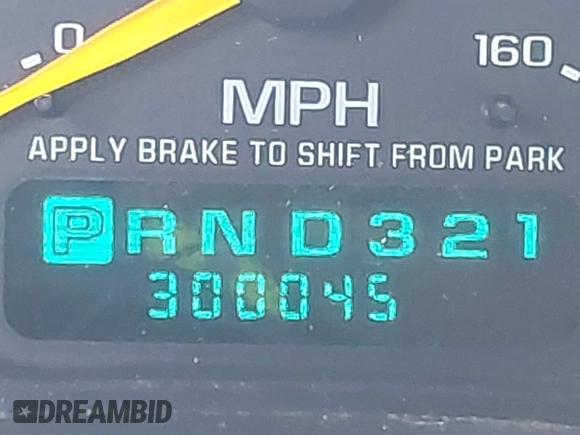 0 160
MPH
APPLY BRAKE TO SHIFT FROM PARK
P R N D 3 2 1
300045
DREAMBID